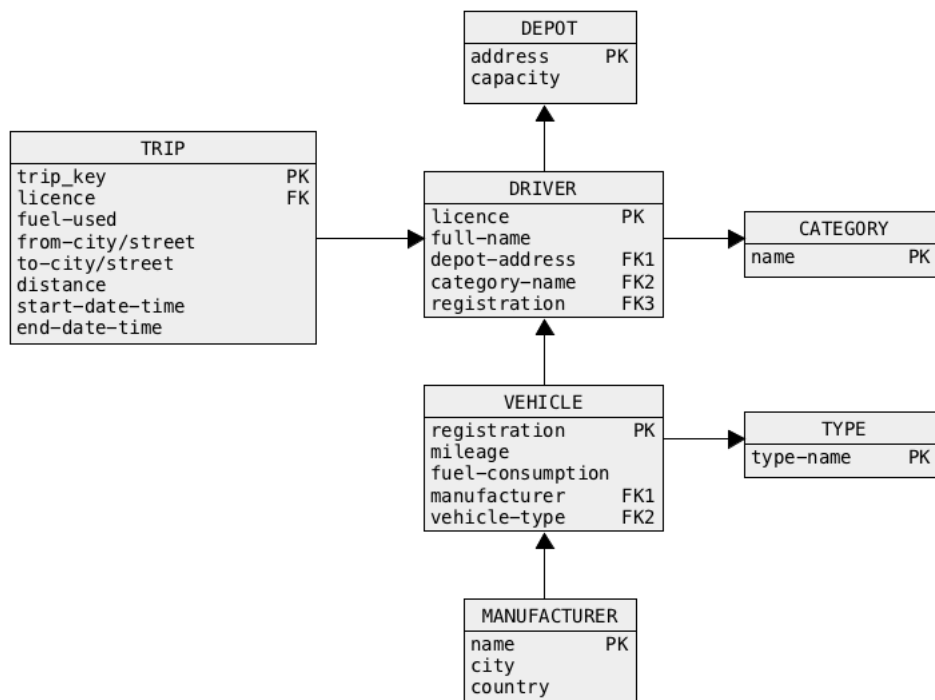 DEPOT
address PK
capacity
TRIP
trip_key PK
licence FK
fuel-used
from-city/street
to-city/street
distance
start-date-time
end-date-time
DRIVER
licence PK
full-name
depot-address FK1
category-name FK2
registration FK3
CATEGORY
name PK
VEHICLE
registration PK
mileage
fuel-consumption
manufacturer FK1
vehicle-type FK2
TYPE
type-name PK
MANUFACTURER
name PK
city
country